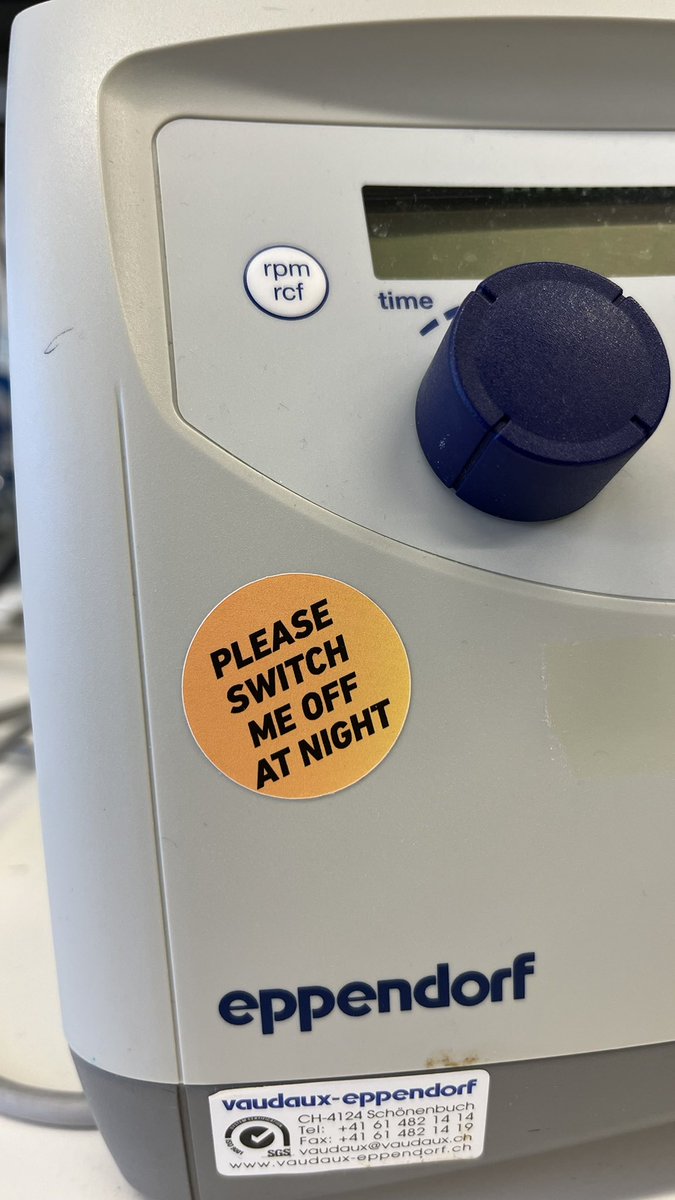 rpm
rcf
time
PLEASE
SWITCH
ME OFF
AT NIGHT
eppendorf
vaudaux-eppendorf
CH-4124 Schönenbuch
Tel: +41 61 482 14 14
Fax: +41 61 482 14 19
vaudaux@vaudaux.ch
www.vaudaux-eppendorf.ch
SGS